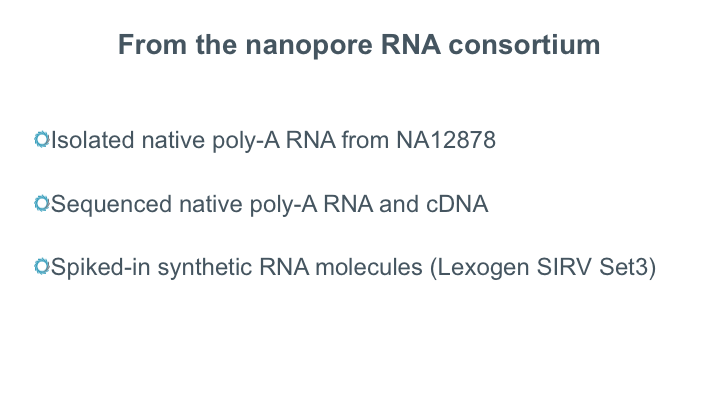 From the nanopore RNA consortium
Isolated native poly-A RNA from NA12878
Sequenced native poly-A RNA and cDNA
Spiked-in synthetic RNA molecules (Lexogen SIRV Set3)